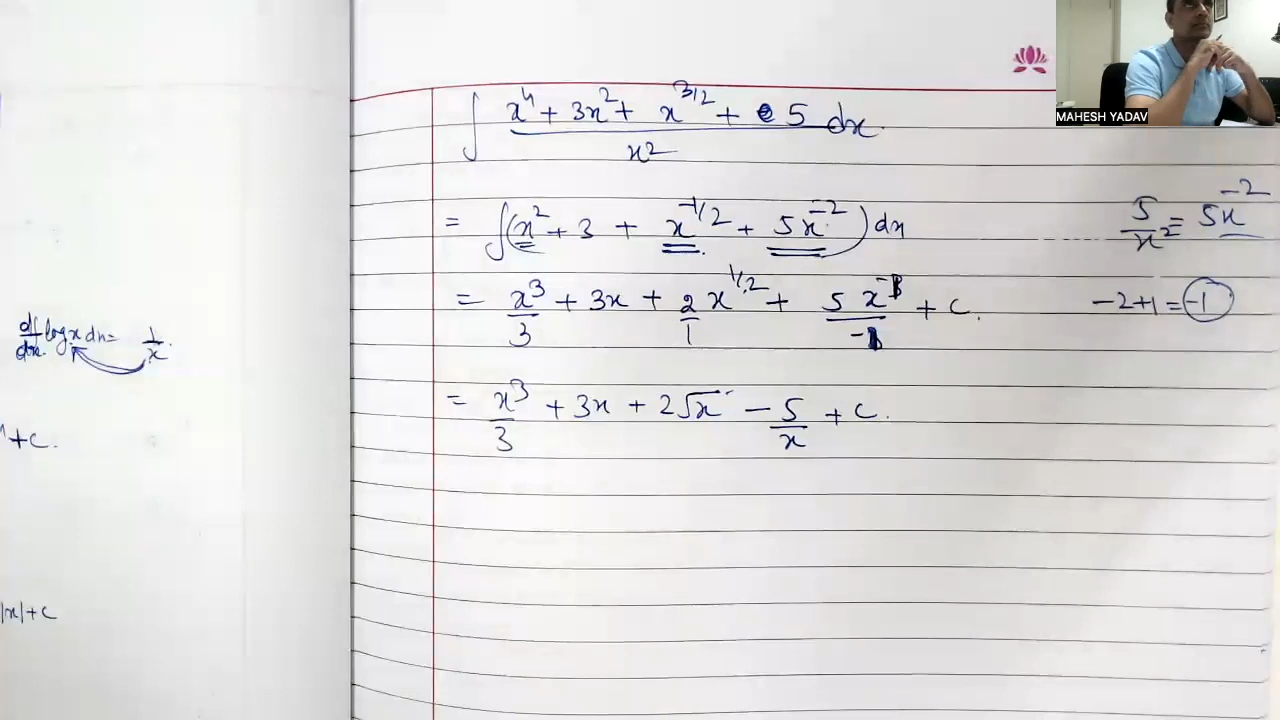 MAHESH YADAV
∫ (x⁴ + 3x² + x^(3/2) + 5)/x² dx
= ∫(x² + 3 + x^(-1/2) + 5x⁻²) dx
5/x² = 5x⁻²
= x³/3 + 3x + 2/1 x^(1/2) + 5x⁻¹/-1 + c.
-2+1 = -1
= x³/3 + 3x + 2√x - 5/x + c.
d/dx log x dx = 1/x.
+c.
|x|+c